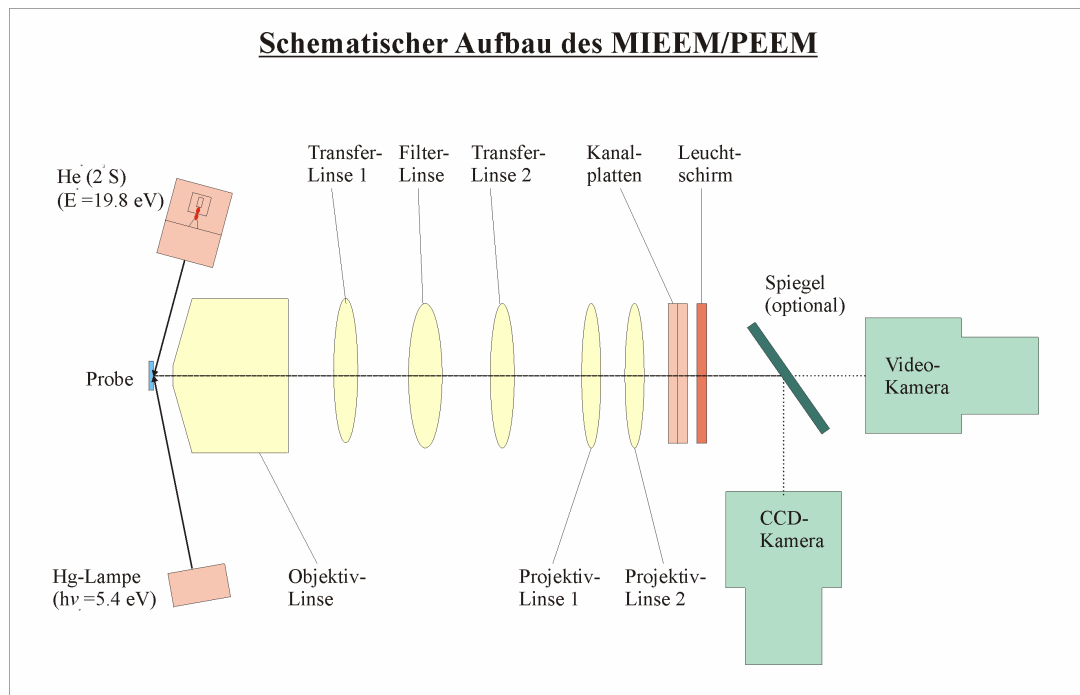 Schematischer Aufbau des MIEEM/PEEM
He* (2³S)
(E*=19.8 eV)
Transfer-
Linse 1
Filter-
Linse
Transfer-
Linse 2
Kanal-
platten
Leucht-
schirm
Spiegel
(optional)
Probe
Video-
Kamera
CCD-
Kamera
Hg-Lampe
(hν =5.4 eV)
Objektiv-
Linse
Projektiv-
Linse 1
Projektiv-
Linse 2